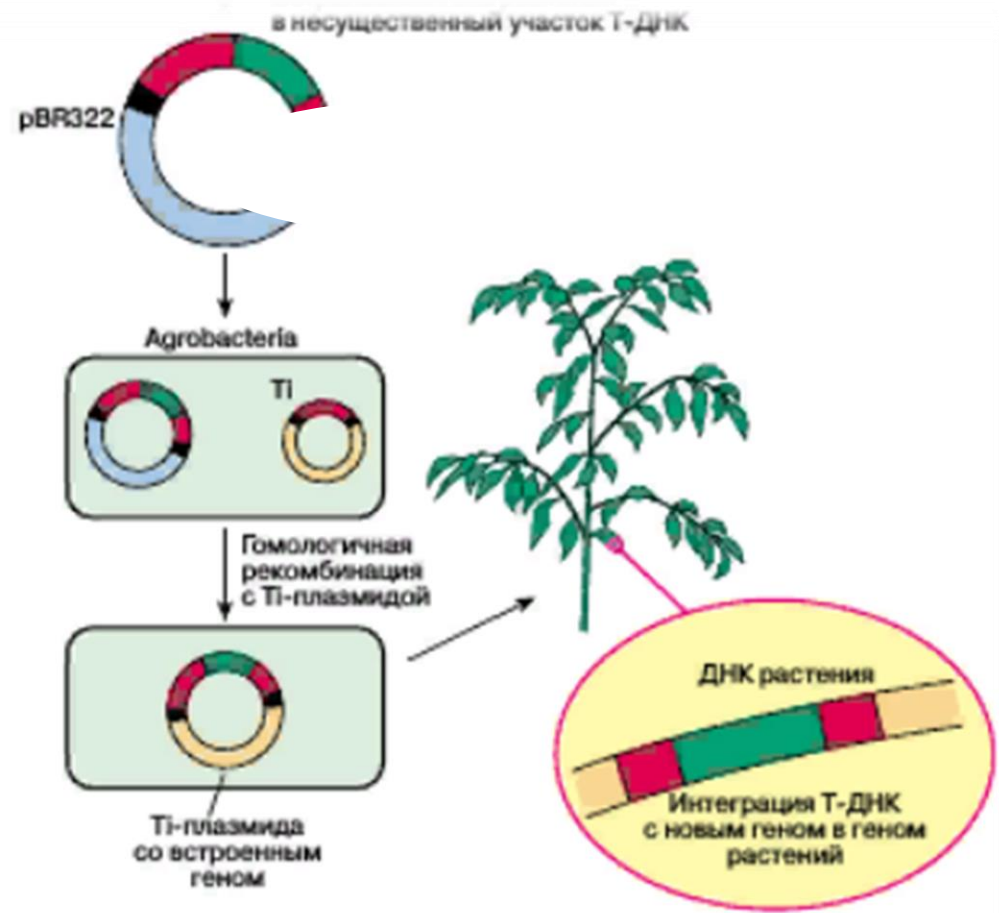 в несущественный участок Т-ДНК
pBR322
Agrobacteria
Ti
Гомологичная
рекомбинация
с Ti-плазмидой
Ti-плазмида
со встроенным
геном
ДНК растения
Интеграция Т-ДНК
с новым геном в геном
растений